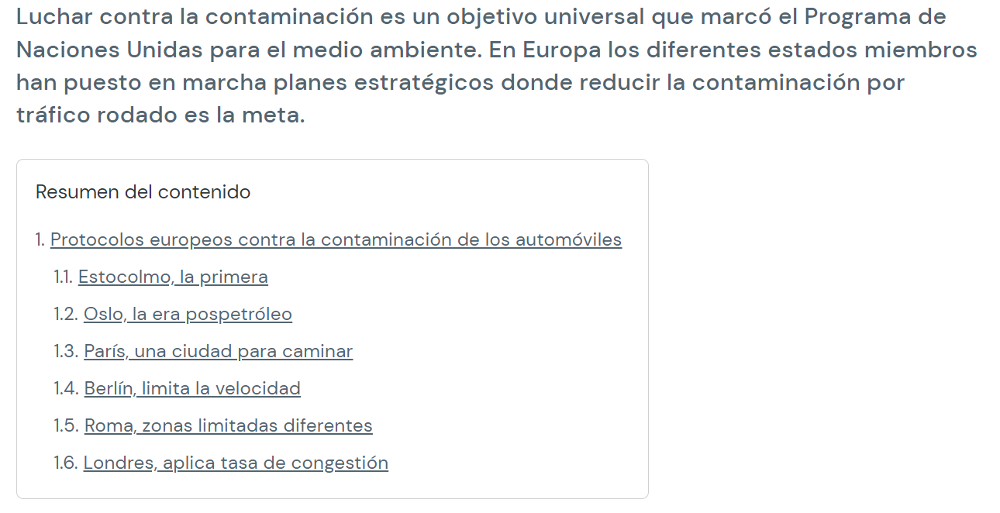 Luchar contra la contaminación es un objetivo universal que marcó el Programa de
Naciones Unidas para el medio ambiente. En Europa los diferentes estados miembros
han puesto en marcha planes estratégicos donde reducir la contaminación por
tráfico rodado es la meta.
Resumen del contenido
1. Protocolos europeos contra la contaminación de los automóviles
1.1. Estocolmo, la primera
1.2. Oslo, la era pospetróleo
1.3. París, una ciudad para caminar
1.4. Berlín, limita la velocidad
1.5. Roma, zonas limitadas diferentes
1.6. Londres, aplica tasa de congestión